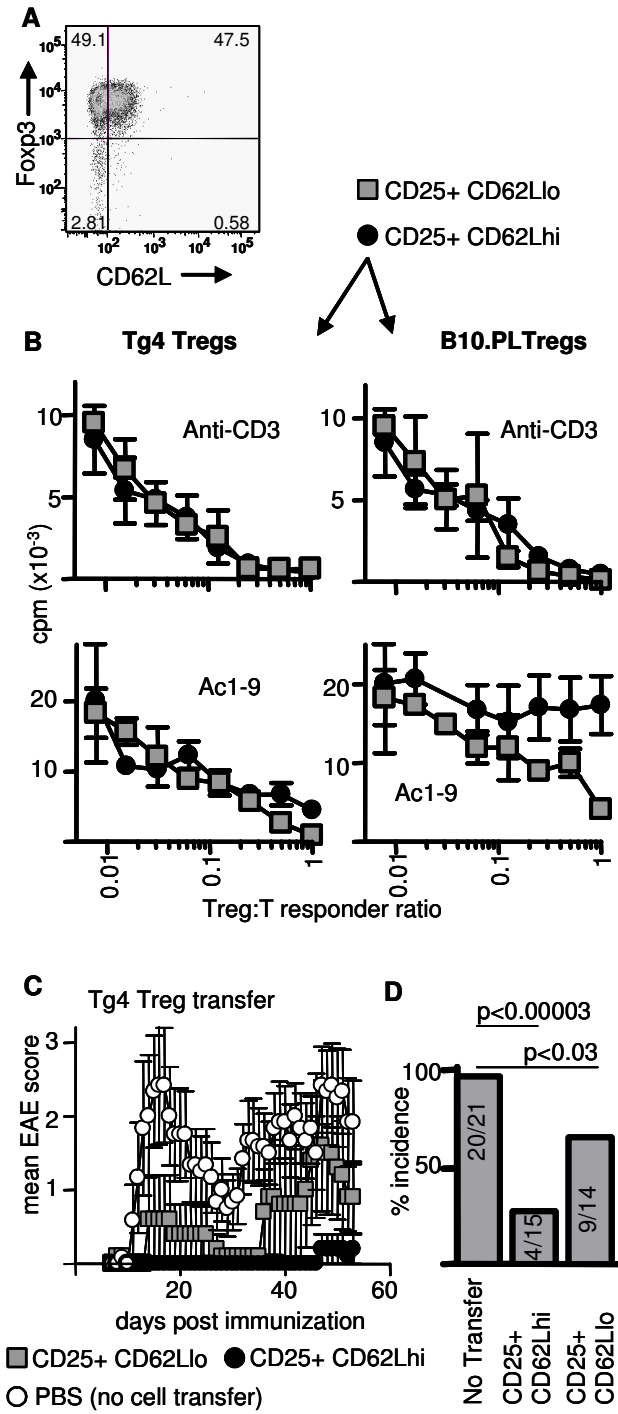 A
49.1 47.5
10⁵
10⁴
10³
10²
Foxp3
2.81 0.58
10² 10³ 10⁴ 10⁵
CD62L
CD25+ CD62Llo
CD25+ CD62Lhi
B
Tg4 Tregs B10.PLTregs
10 Anti-CD3 10 Anti-CD3
5 5
cpm (x10⁻³)
20 Ac1-9 20
10 10 Ac1-9
0.01 0.1 1 0.01 0.1 1
Treg:T responder ratio
C
Tg4 Treg transfer
mean EAE score
3
2
1
20 40 60
days post immunization
CD25+ CD62Llo CD25+ CD62Lhi
PBS (no cell transfer)
D
p<0.00003
p<0.03
% incidence
100
50
20/21 4/15 9/14
No Transfer
CD25+
CD62Lhi
CD25+
CD62Llo